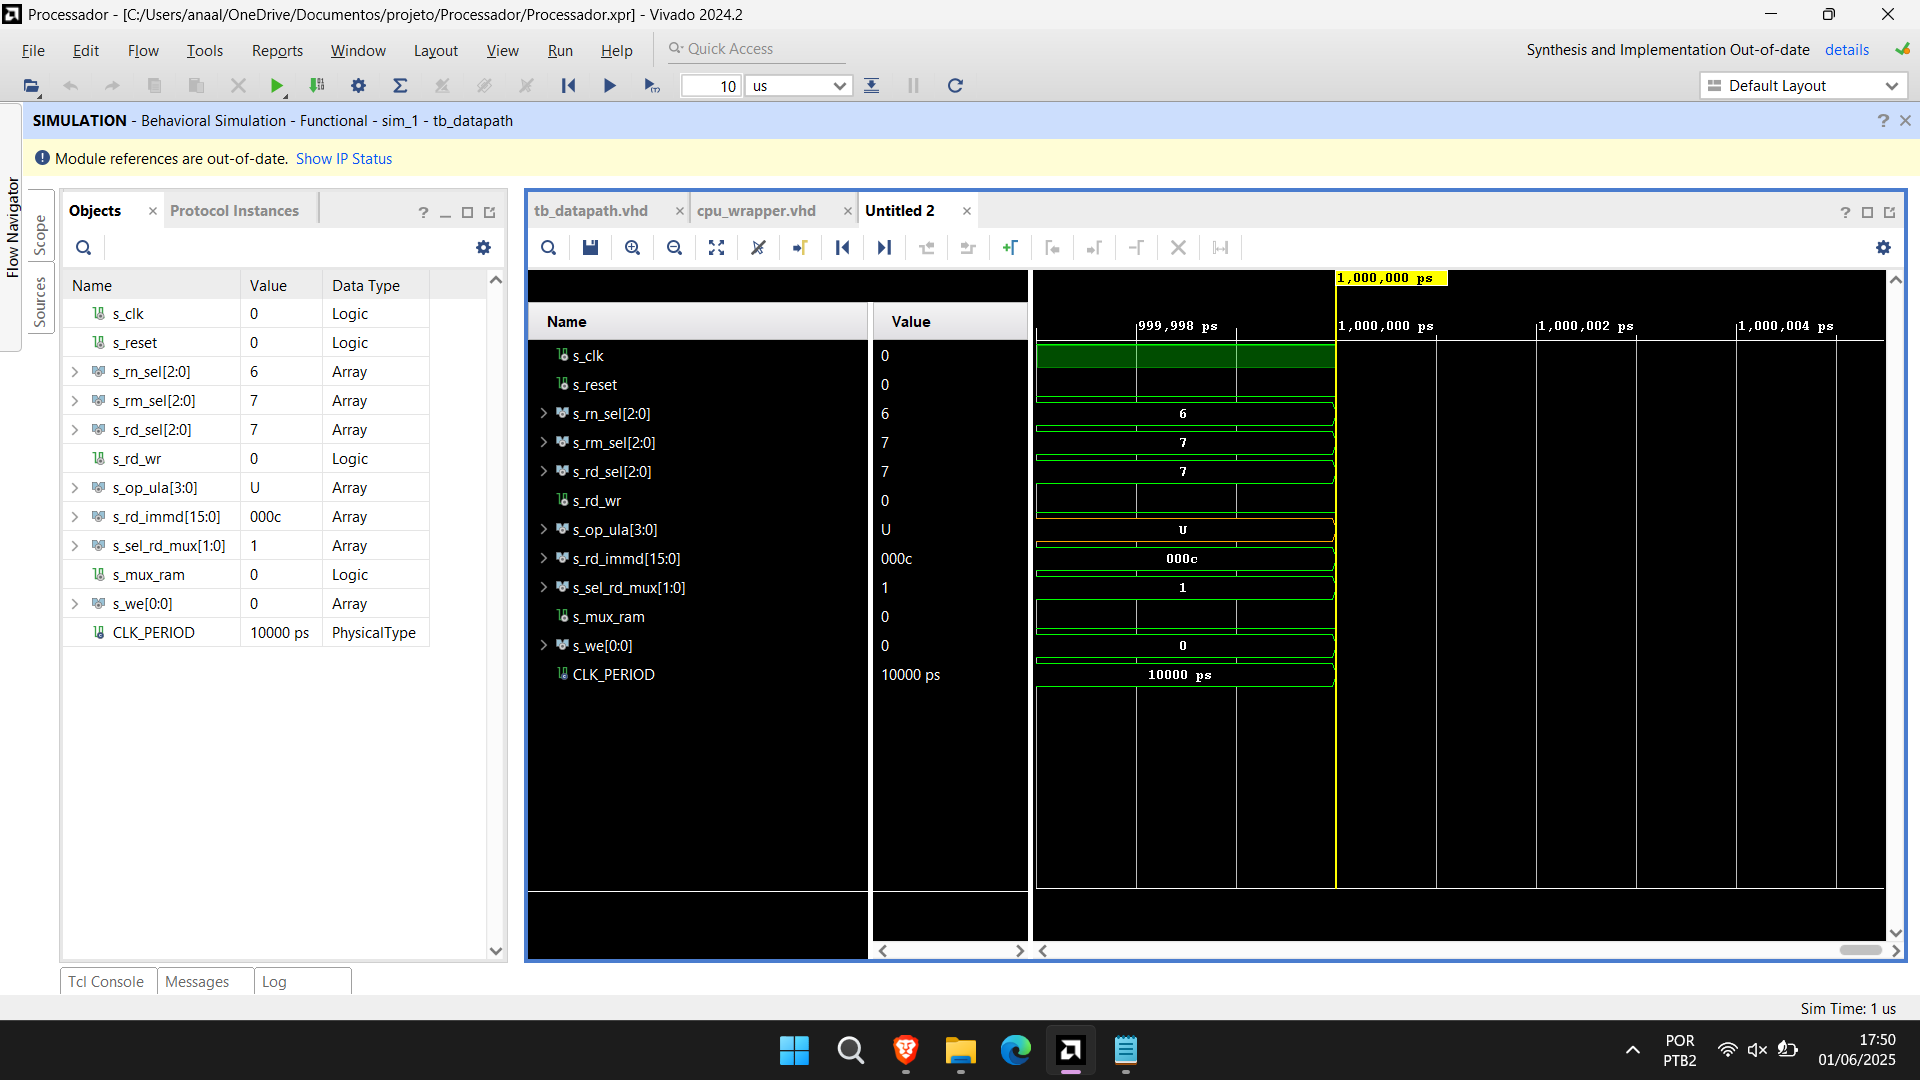 Processador - [C:/Users/anaal/OneDrive/Documentos/projeto/Processador/Processador.xpr] - Vivado 2024.2
File Edit Flow Tools Reports Window Layout View Run Help Quick Access
Synthesis and Implementation Out-of-date details
10 us
Default Layout
SIMULATION - Behavioral Simulation - Functional - sim_1 - tb_datapath
Module references are out-of-date. Show IP Status
Flow Navigator
Scope
Sources
Objects Protocol Instances
Name Value Data Type
s_clk 0 Logic
s_reset 0 Logic
s_rn_sel[2:0] 6 Array
s_rm_sel[2:0] 7 Array
s_rd_sel[2:0] 7 Array
s_rd_wr 0 Logic
s_op_ula[3:0] U Array
s_rd_immd[15:0] 000c Array
s_sel_rd_mux[1:0] 1 Array
s_mux_ram 0 Logic
s_we[0:0] 0 Array
CLK_PERIOD 10000 ps PhysicalType
tb_datapath.vhd cpu_wrapper.vhd Untitled 2
1,000,000 ps
Name Value
999,998 ps 1,000,000 ps 1,000,002 ps 1,000,004 ps
s_clk 0
s_reset 0
s_rn_sel[2:0] 6 6
s_rm_sel[2:0] 7 7
s_rd_sel[2:0] 7 7
s_rd_wr 0
s_op_ula[3:0] U U
s_rd_immd[15:0] 000c 000c
s_sel_rd_mux[1:0] 1 1
s_mux_ram 0
s_we[0:0] 0 0
CLK_PERIOD 10000 ps 10000 ps
Tcl Console Messages Log
Sim Time: 1 us
POR
PTB2
17:50
01/06/2025